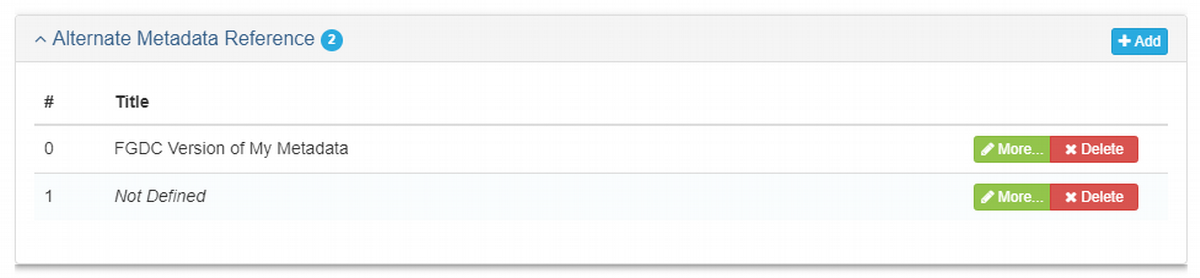 Alternate Metadata Reference 2 Add
# Title
0 FGDC Version of My Metadata More... Delete
1 Not Defined More... Delete